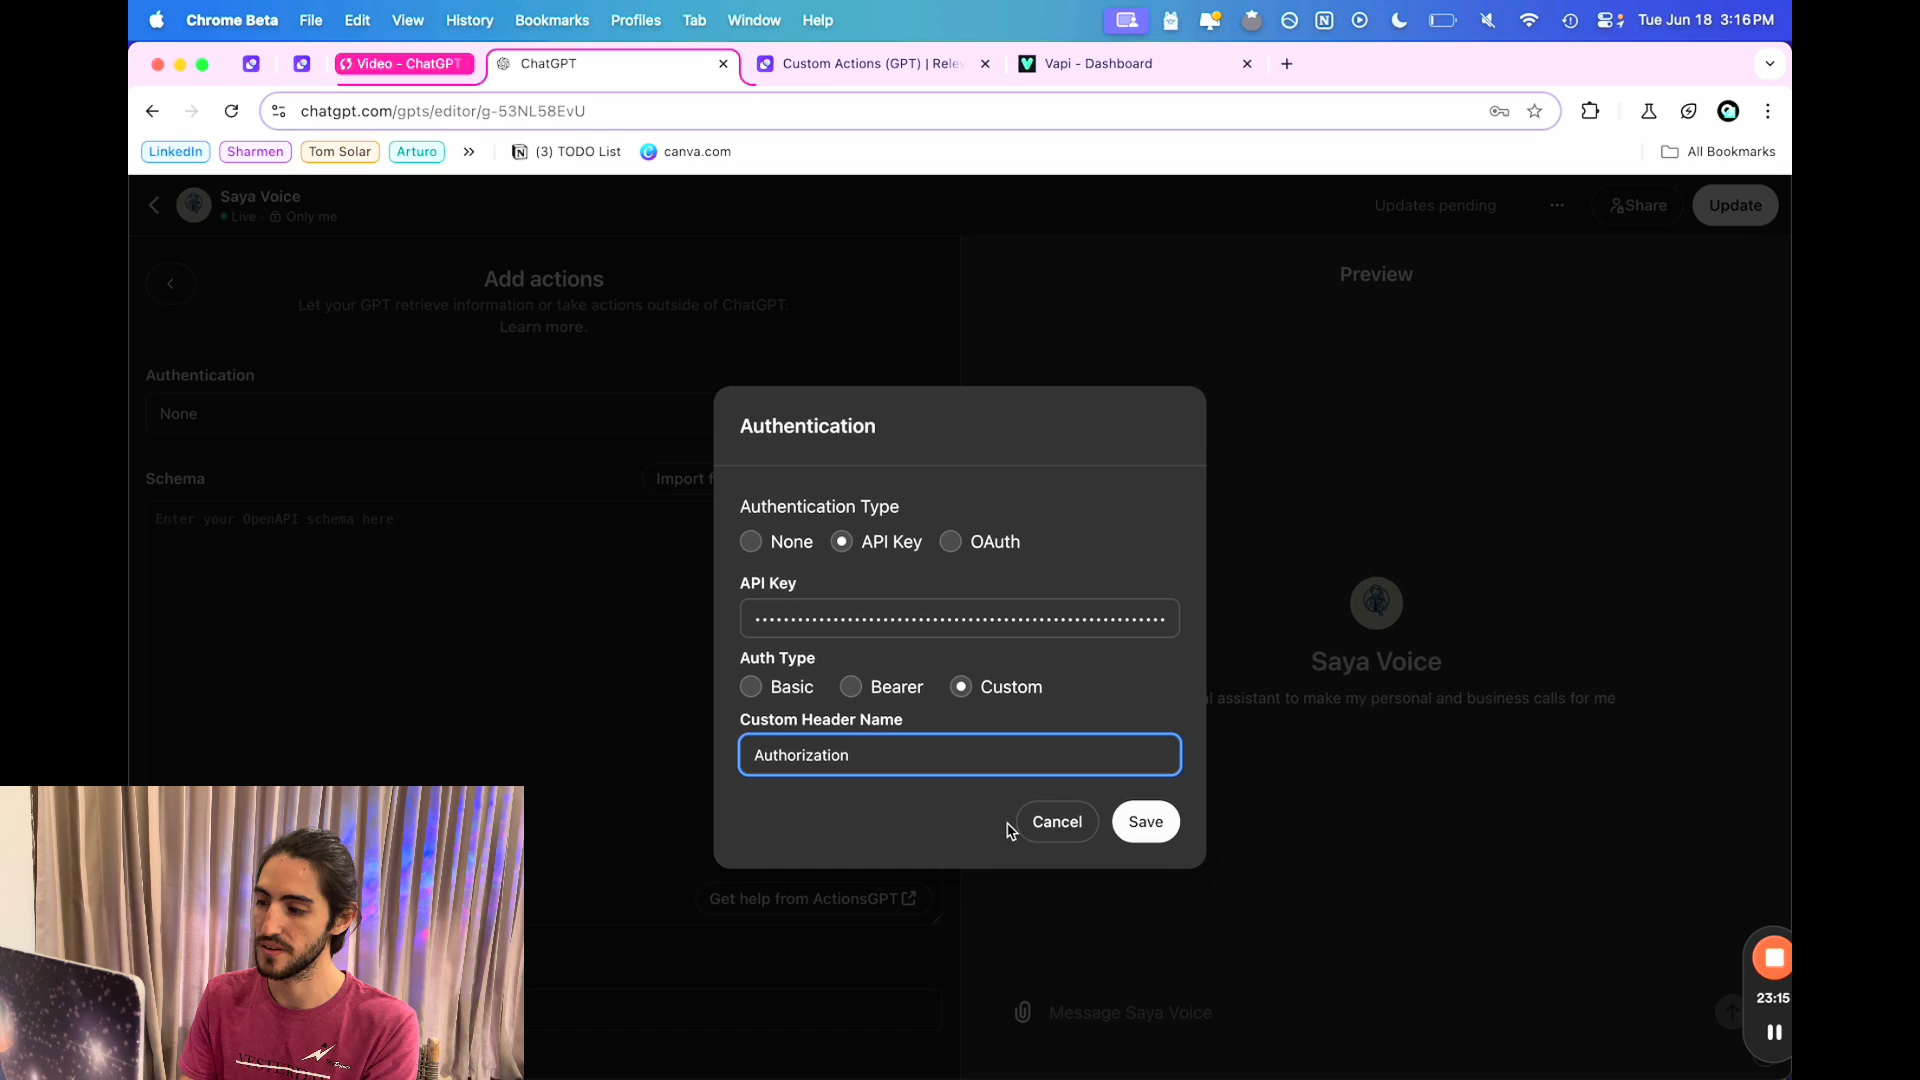 Chrome Beta File Edit View History Bookmarks Profiles Tab Window Help Tue Jun 18 3:16 PM
Video - ChatGPT ChatGPT Custom Actions (GPT) | Rele Vapi - Dashboard
chatgpt.com/gpts/editor/g-53NL58EvU
LinkedIn Sharmen Tom Solar Arturo (3) TODO List canva.com All Bookmarks
Saya Voice
Live · Only me
Updates pending Share Update
Add actions
Let your GPT retrieve information or take actions outside of ChatGPT.
Learn more.
Preview
Authentication
None
Schema
Import f
Enter your OpenAPI schema here
Authentication
Authentication Type
None API Key OAuth
API Key
Auth Type
Basic Bearer Custom
Custom Header Name
Authorization
Cancel Save
Saya Voice
l assistant to make my personal and business calls for me
Get help from ActionsGPT
Message Saya Voice
23:15